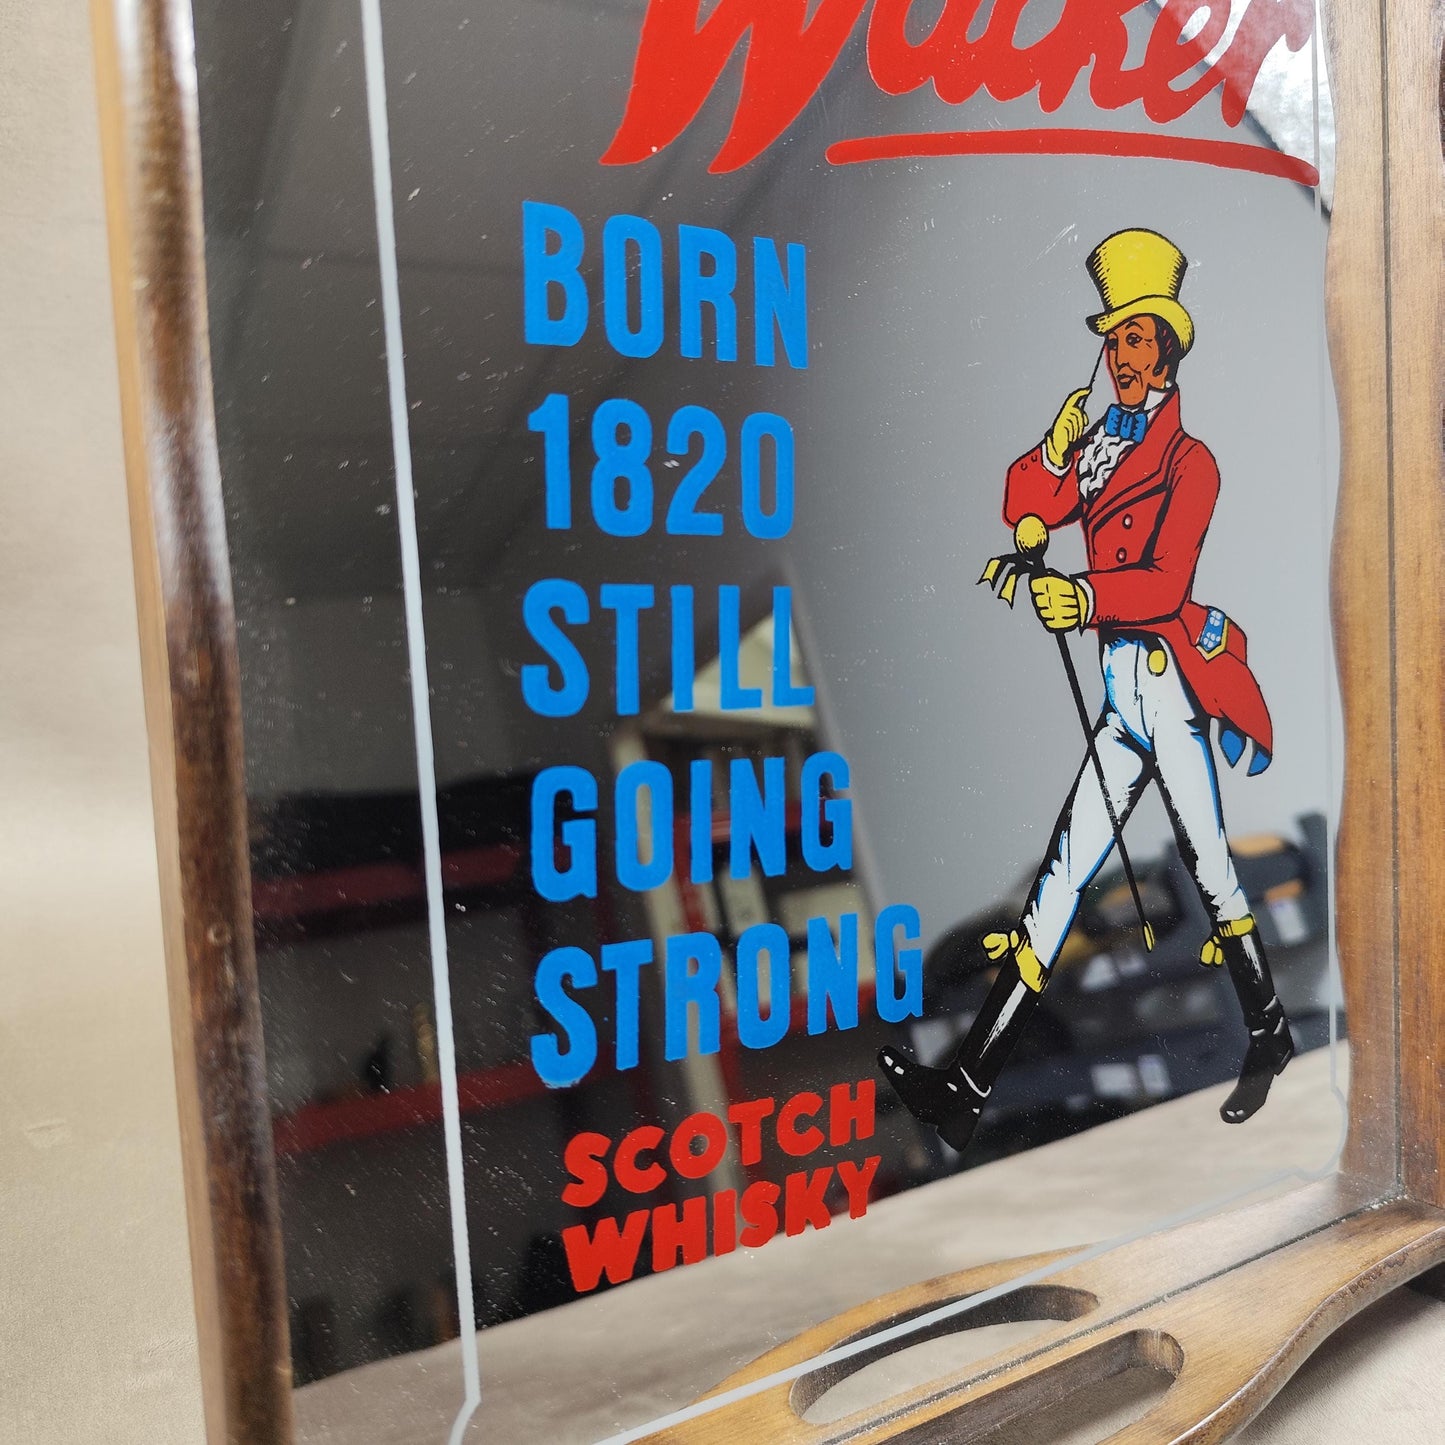 Walker
BORN
1820
STILL
GOING
STRONG
SCOTCH
WHISKY